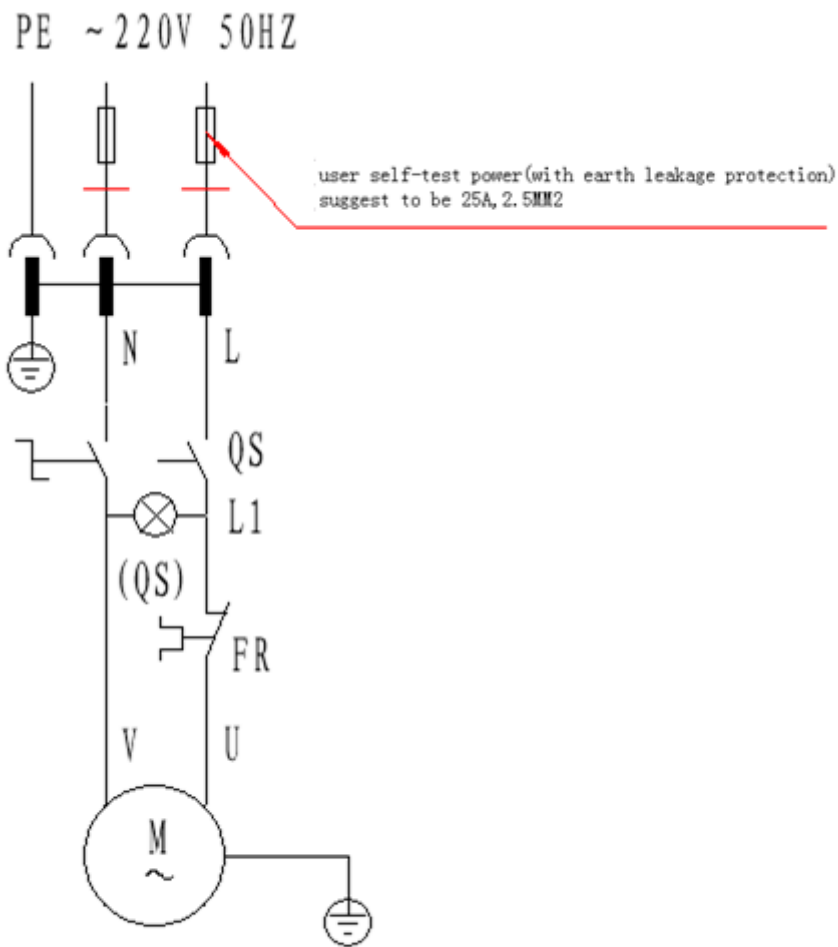 PE ~220V 50HZ
user self-test power(with earth leakage protection)
suggest to be 25A,2.5MM2
N L
QS
L1
(QS)
FR
V U
M
~